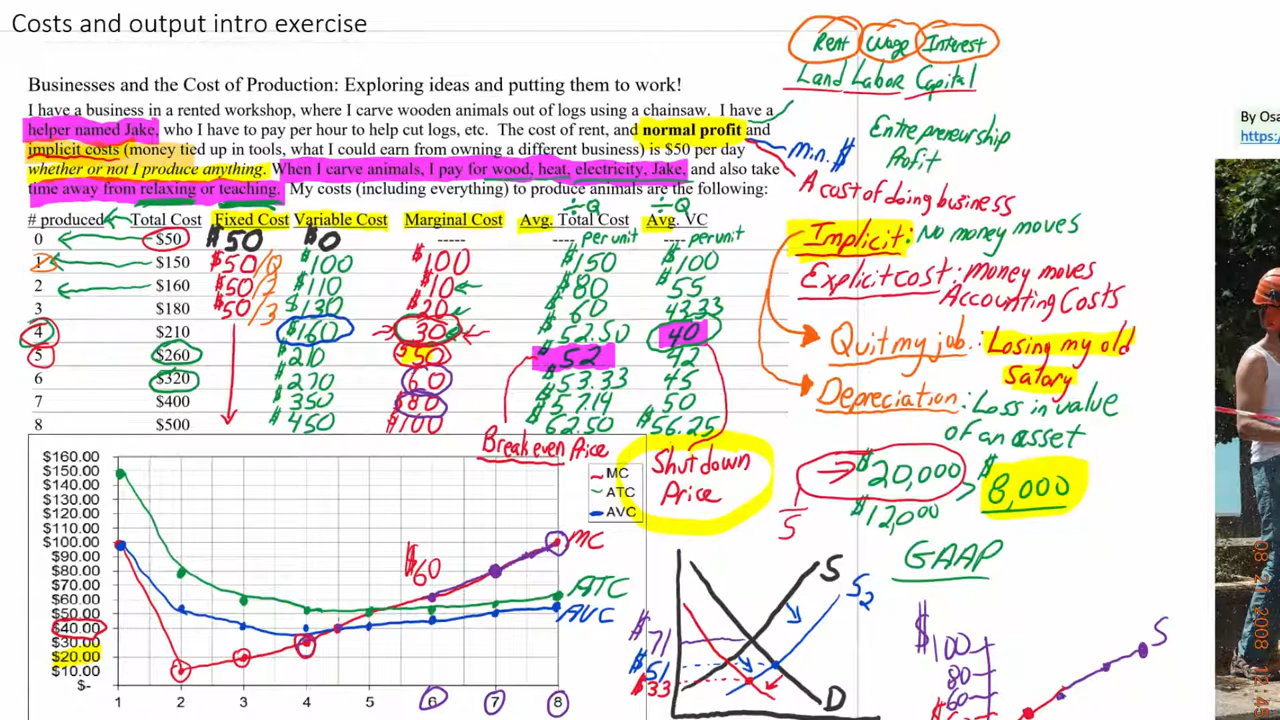 Costs and output intro exercise
Rent Wage Interest
Land Labor Capital
Businesses and the Cost of Production: Exploring ideas and putting them to work!
I have a business in a rented workshop, where I carve wooden animals out of logs using a chainsaw. I have a
helper named Jake, who I have to pay per hour to help cut logs, etc. The cost of rent, and normal profit and
implicit costs (money tied up in tools, what I could earn from owning a different business) is $50 per day
whether or not I produce anything. When I carve animals, I pay for wood, heat, electricity, Jake, and also take
time away from relaxing or teaching. My costs (including everything) to produce animals are the following:
Entrepreneurship
Profit
min. $
A cost of doing business
By Osa
https:/
÷Q ÷Q
# produced Total Cost Fixed Cost Variable Cost Marginal Cost Avg. Total Cost Avg. VC
0 $50 $50 $0 ----- ---- per unit ---- per unit
1 $150 $50/0 $100 $100 $150 $100
2 $160 $50/2 $110 $10 $80 55
3 $180 $50/3 $130 $20 60 43.33
4 $210 $160 30 $52.50 40
5 $260 $210 $50 $52 42
6 $320 $270 60 $53.33 45
7 $400 $350 $80 $57.14 50
8 $500 $450 $100 $62.50 $56.25
Implicit: No money moves
Explicit cost: Money moves
Accounting Costs
Quit my job: Losing my old
Salary
Depreciation: Loss in value
of an asset
Break even Price
Shut down
Price
$20,000
$12,000
> $8,000
S
GAAP
$160.00
$150.00
$140.00
$130.00
$120.00
$110.00
$100.00
$90.00
$80.00
$70.00
$60.00
$50.00
$40.00
$30.00
$20.00
$10.00
$-
1 2 3 4 5 6 7 8
MC
ATC
AVC
$60
MC
ATC
AVC
S
S2
$71
$51
$33
D
$100
80
$60
S
08 21 2008 12:45